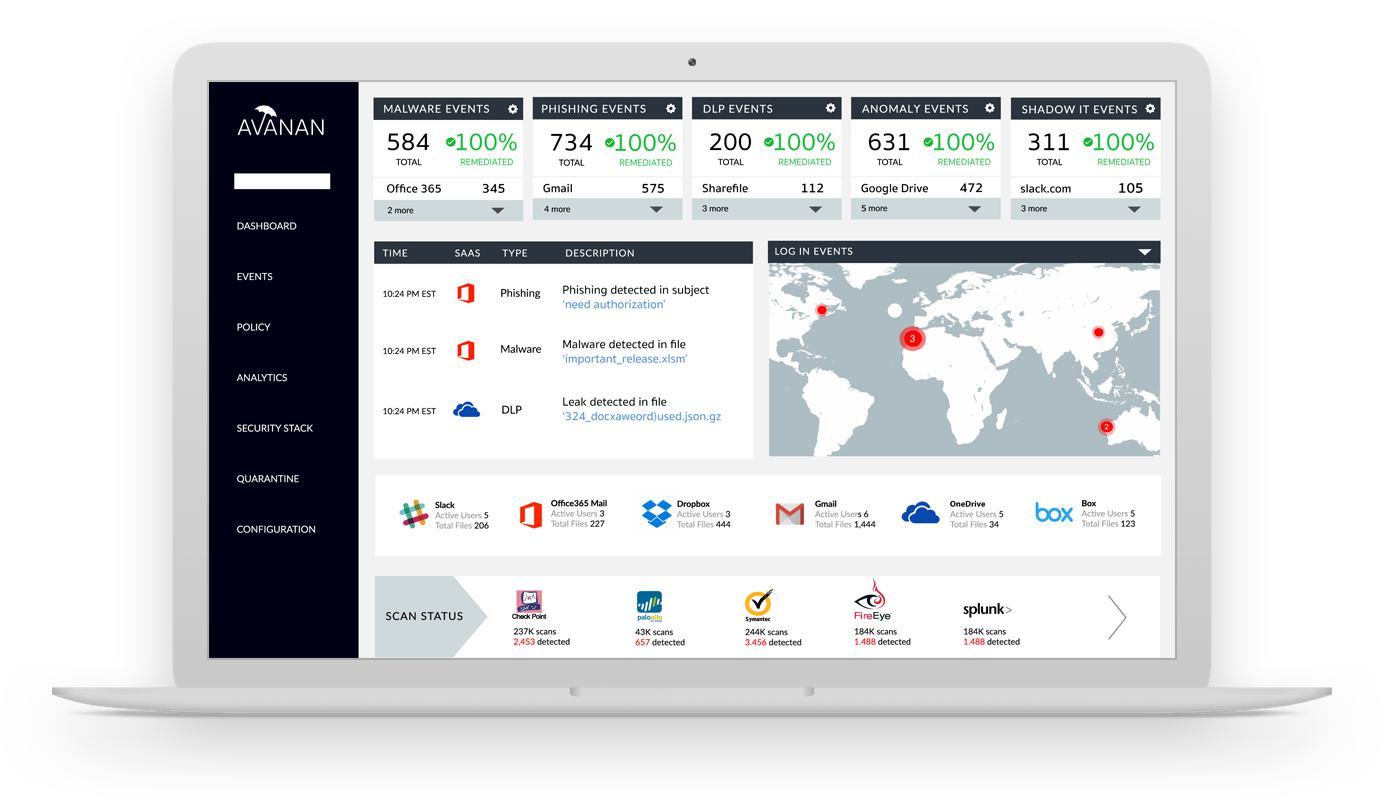 AVANAN
DASHBOARD
EVENTS
POLICY
ANALYTICS
SECURITY STACK
QUARANTINE
CONFIGURATION
MALWARE EVENTS
584 100%
TOTAL REMEDIATED
Office 365 345
2 more
PHISHING EVENTS
734 100%
TOTAL REMEDIATED
Gmail 575
4 more
DLP EVENTS
200 100%
TOTAL REMEDIATED
Sharefile 112
3 more
ANOMALY EVENTS
631 100%
TOTAL REMEDIATED
Google Drive 472
5 more
SHADOW IT EVENTS
311 100%
TOTAL REMEDIATED
slack.com 105
3 more
TIME SAAS TYPE DESCRIPTION
10:24 PM EST Phishing Phishing detected in subject
'need authorization'
10:24 PM EST Malware Malware detected in file
'important_release.xlsm'
10:24 PM EST DLP Leak detected in file
'324_docxaweord)used.json.gz
LOG IN EVENTS
3
2
Slack
Active Users 5
Total Files 206
Office365 Mail
Active Users 3
Total Files 227
Dropbox
Active Users 3
Total Files 444
Gmail
Active Users 6
Total Files 1,444
OneDrive
Active Users 5
Total Files 34
box
Box
Active Users 5
Total Files 123
SCAN STATUS
Check Point
237K scans
2,453 detected
paloalto
43K scans
657 detected
Symantec
244K scans
3.456 detected
FireEye
184K scans
1.488 detected
splunk>
184K scans
1.488 detected